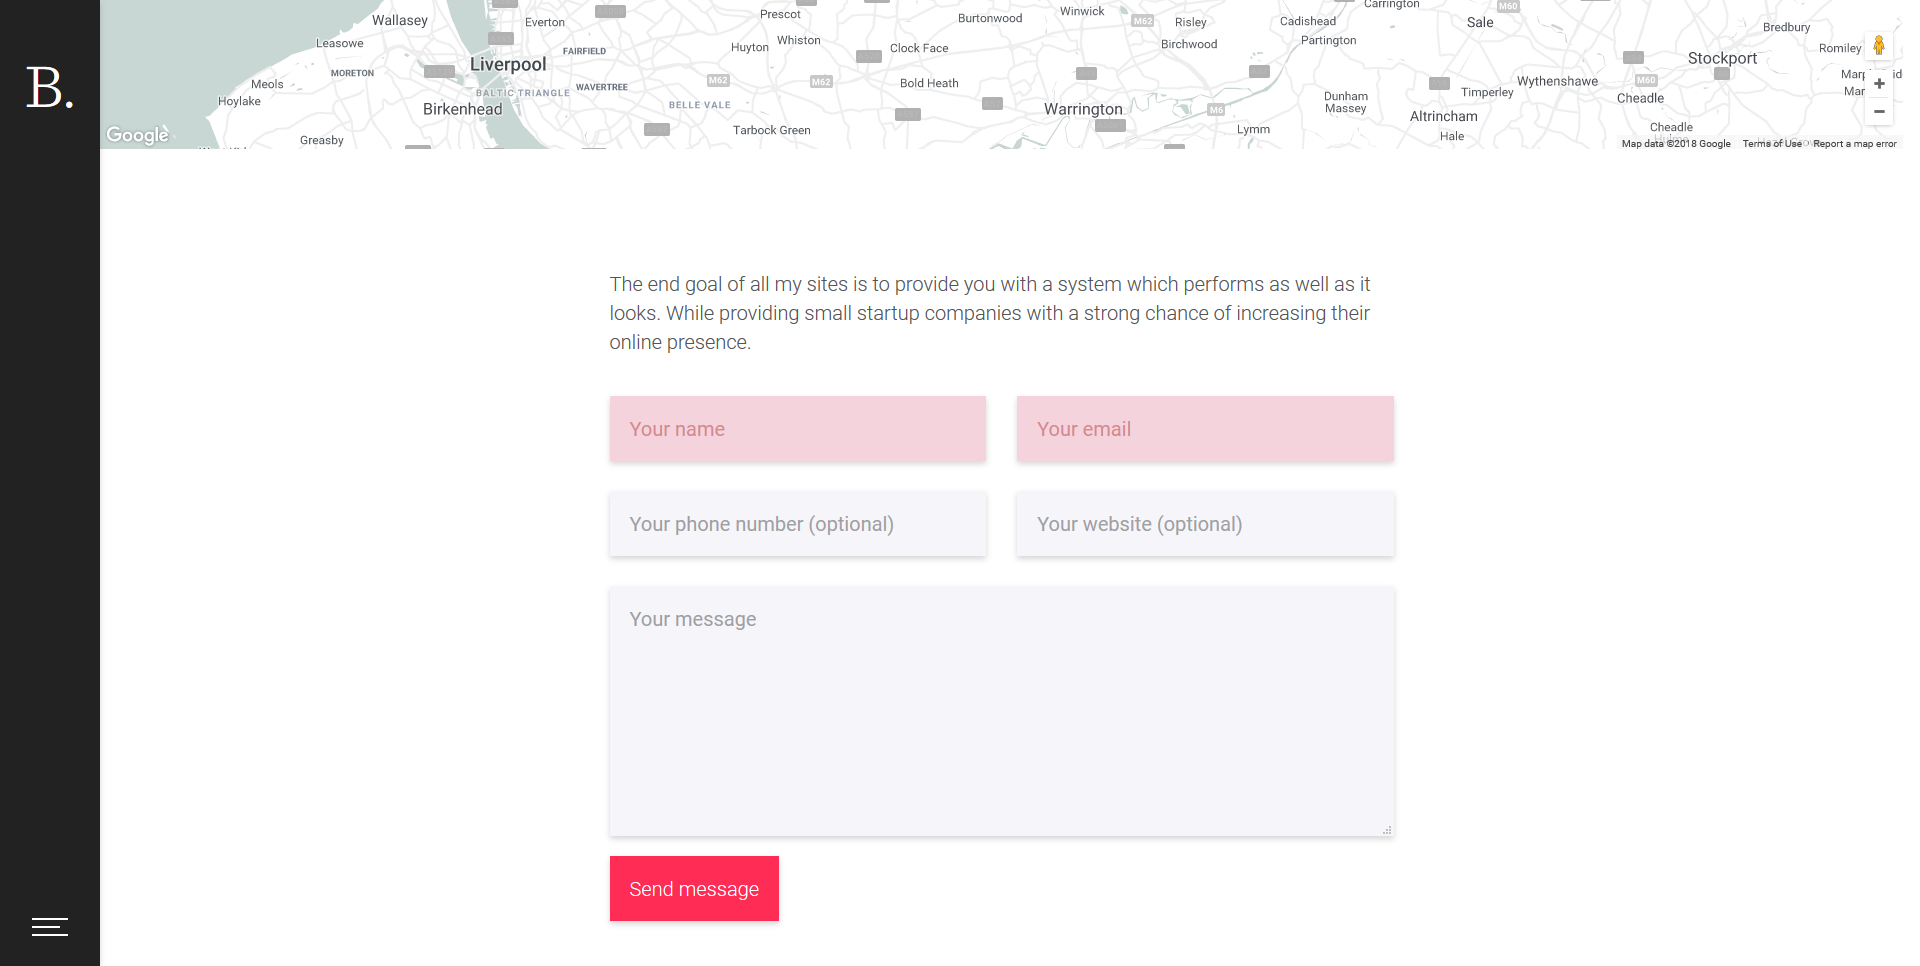 B.
Wallasey
Everton
Prescot
Burtonwood
Winwick
M62
Risley
Cadishead
Carrington
M60
Sale
Bredbury
Leasowe
FAIRFIELD
Huyton
Whiston
Clock Face
Birchwood
Partington
Stockport
Romiley
MORETON
Liverpool
Meols
BALTIC TRIANGLE
WAVERTREE
M62
M62
Bold Heath
Wythenshawe
M60
Timperley
Cheadle
Hoylake
Birkenhead
BELLE VALE
Warrington
M6
Dunham
Massey
Altrincham
Google
Greasby
Tarbock Green
Lymm
Hale
Cheadle
Map data ©2018 Google
Terms of Use
Report a map error
The end goal of all my sites is to provide you with a system which performs as well as it
looks. While providing small startup companies with a strong chance of increasing their
online presence.
Your name
Your email
Your phone number (optional)
Your website (optional)
Your message
Send message